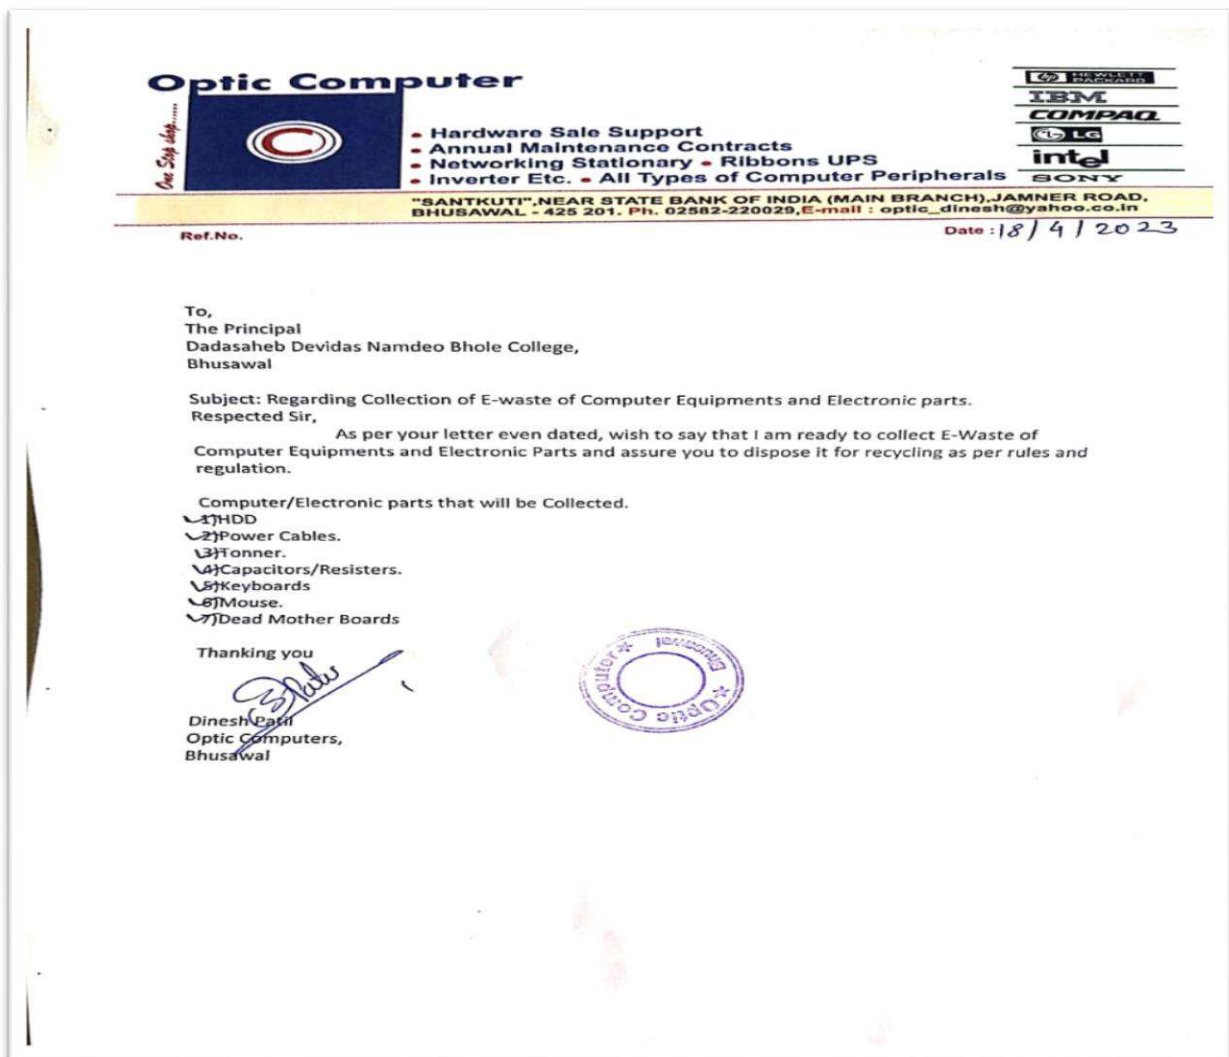 Optic Computer
One Stop shop......
C
• Hardware Sale Support
• Annual Maintenance Contracts
• Networking Stationary • Ribbons UPS
• Inverter Etc. • All Types of Computer Peripherals
hp HEWLETT PACKARD
IBM
COMPAQ
LG
intel
SONY
"SANTKUTI",NEAR STATE BANK OF INDIA (MAIN BRANCH),JAMNER ROAD,
BHUSAWAL - 425 201. Ph. 02582-220029,E-mail : optic_dinesh@yahoo.co.in
Ref.No.
Date : 18/4/2023
To,
The Principal
Dadasaheb Devidas Namdeo Bhole College,
Bhusawal
Subject: Regarding Collection of E-waste of Computer Equipments and Electronic parts.
Respected Sir,
As per your letter even dated, wish to say that I am ready to collect E-Waste of
Computer Equipments and Electronic Parts and assure you to dispose it for recycling as per rules and
regulation.
Computer/Electronic parts that will be Collected.
1)HDD
2)Power Cables.
3)Tonner.
4)Capacitors/Resisters.
5)Keyboards
6)Mouse.
7)Dead Mother Boards
Thanking you
Dinesh Patil
Optic Computers,
Bhusawal
★ Optic Computor ★
Bhusawal